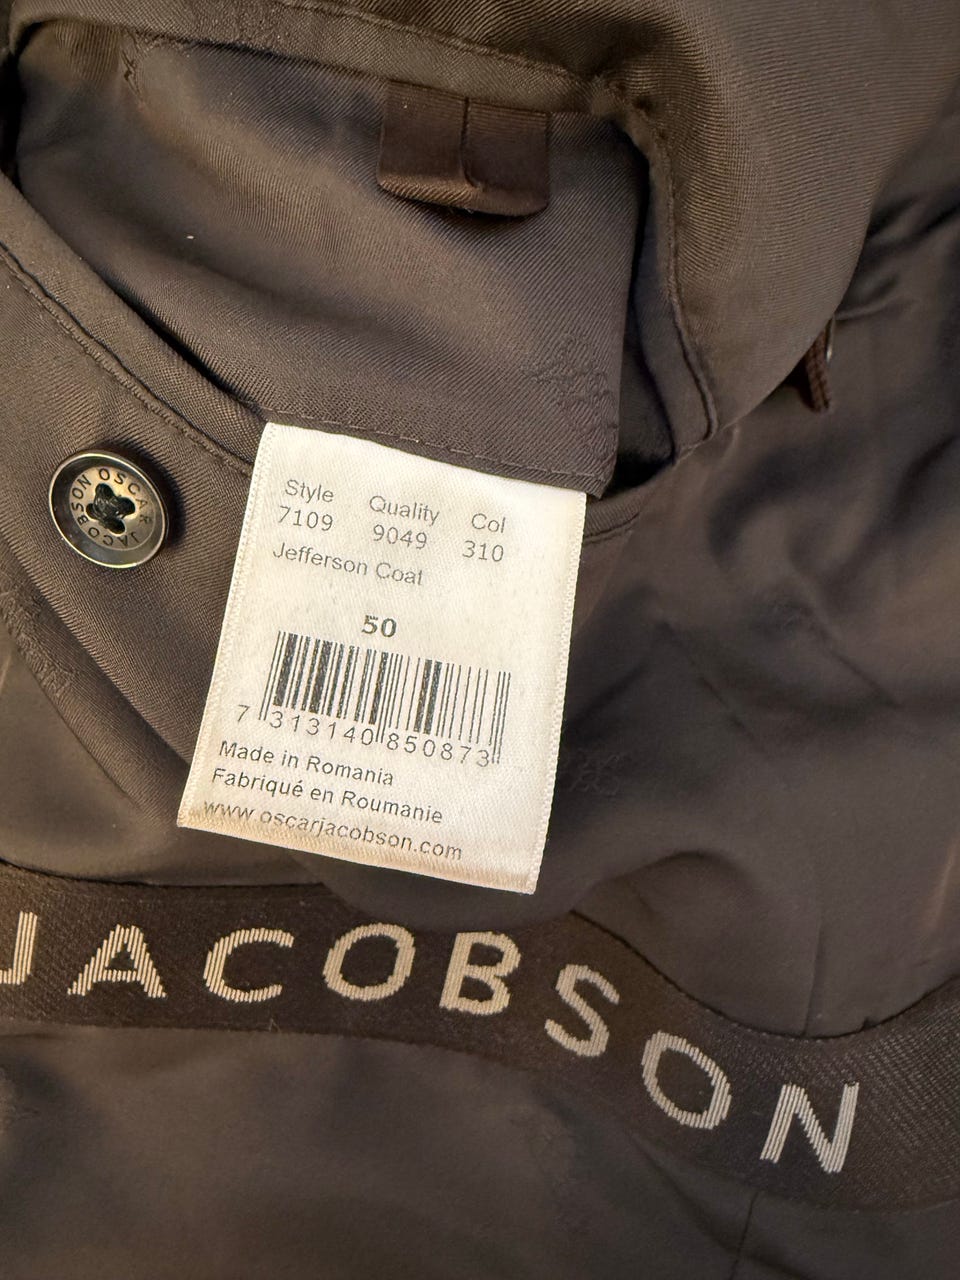 OSCAR JACOBSON
Style Quality Col
7109 9049 310
Jefferson Coat
50
7 313140 850873
Made in Romania
Fabriqué en Roumanie
www.oscarjacobson.com
JACOBSON